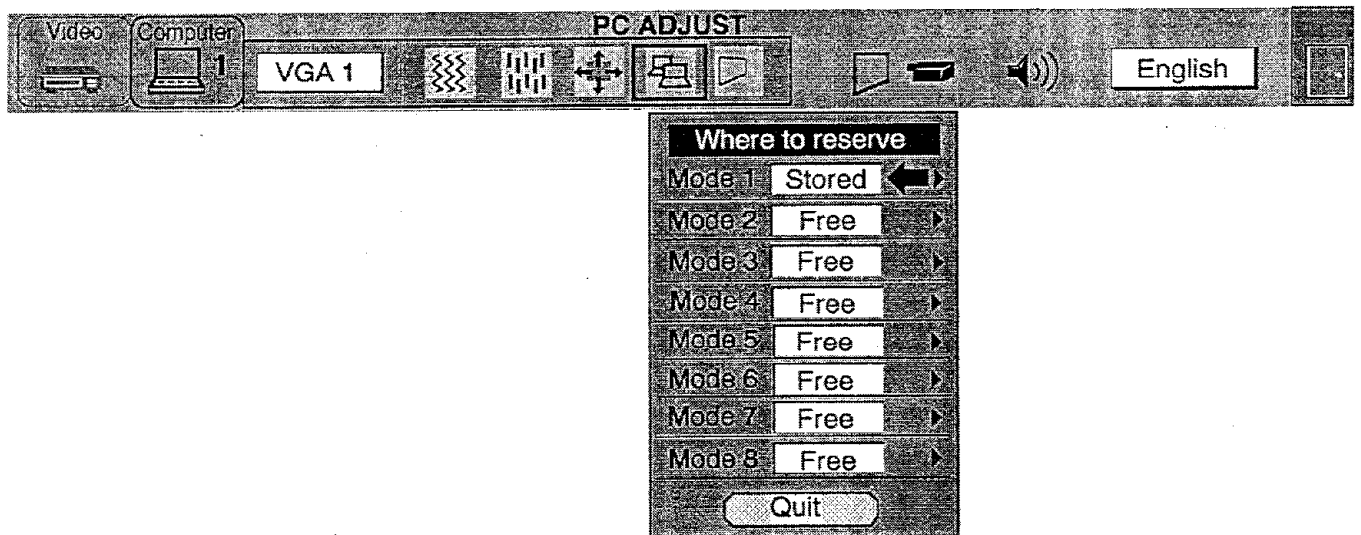 PC ADJUST
Video
Computer
1
VGA 1
English
Where to reserve
Mode 1 Stored
Mode 2 Free
Mode 3 Free
Mode 4 Free
Mode 5 Free
Mode 6 Free
Mode 7 Free
Mode 8 Free
Quit